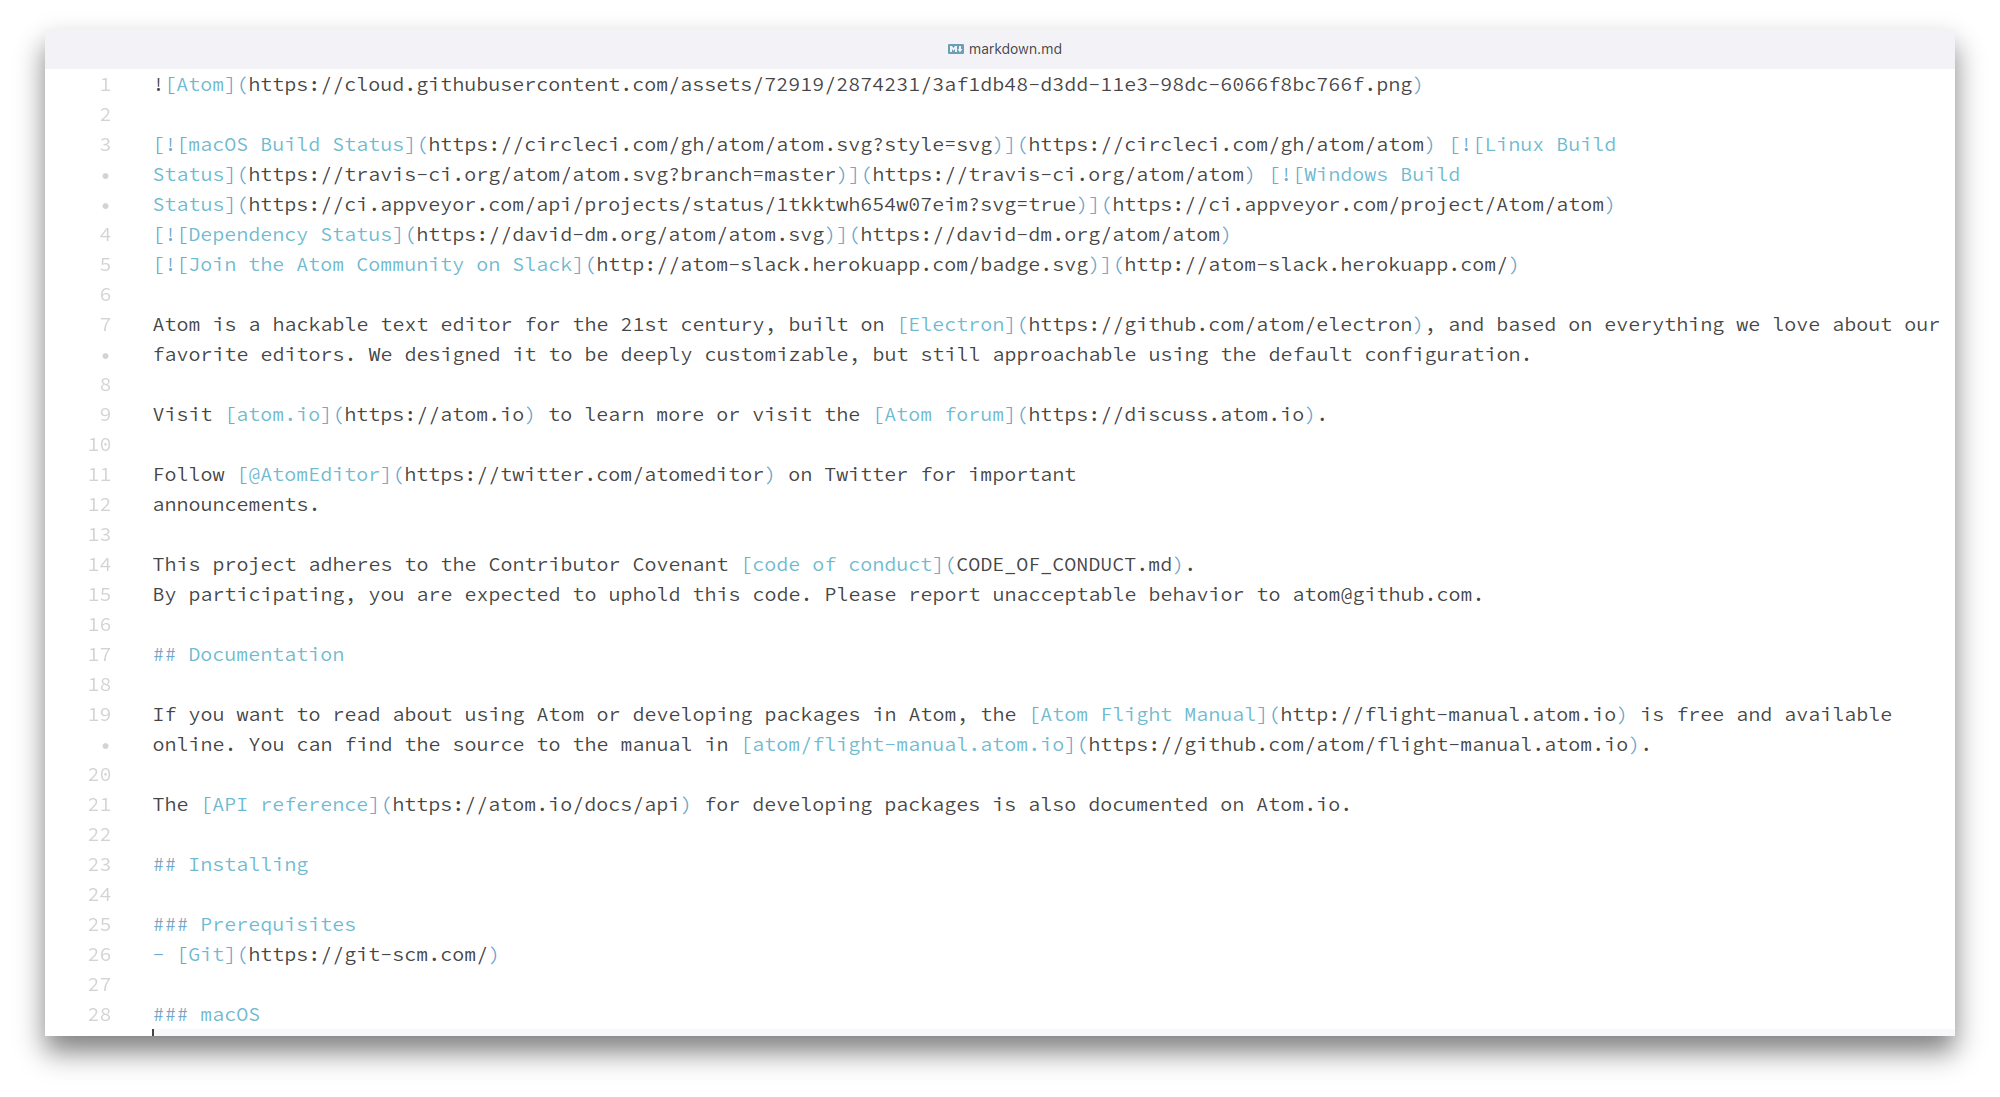 markdown.md
1 ![Atom](https://cloud.githubusercontent.com/assets/72919/2874231/3af1db48-d3dd-11e3-98dc-6066f8bc766f.png)
2
3 [![macOS Build Status](https://circleci.com/gh/atom/atom.svg?style=svg)](https://circleci.com/gh/atom/atom) [![Linux Build
• Status](https://travis-ci.org/atom/atom.svg?branch=master)](https://travis-ci.org/atom/atom) [![Windows Build
• Status](https://ci.appveyor.com/api/projects/status/1tkktwh654w07eim?svg=true)](https://ci.appveyor.com/project/Atom/atom)
4 [![Dependency Status](https://david-dm.org/atom/atom.svg)](https://david-dm.org/atom/atom)
5 [![Join the Atom Community on Slack](http://atom-slack.herokuapp.com/badge.svg)](http://atom-slack.herokuapp.com/)
6
7 Atom is a hackable text editor for the 21st century, built on [Electron](https://github.com/atom/electron), and based on everything we love about our
• favorite editors. We designed it to be deeply customizable, but still approachable using the default configuration.
8
9 Visit [atom.io](https://atom.io) to learn more or visit the [Atom forum](https://discuss.atom.io).
10
11 Follow [@AtomEditor](https://twitter.com/atomeditor) on Twitter for important
12 announcements.
13
14 This project adheres to the Contributor Covenant [code of conduct](CODE_OF_CONDUCT.md).
15 By participating, you are expected to uphold this code. Please report unacceptable behavior to atom@github.com.
16
17 ## Documentation
18
19 If you want to read about using Atom or developing packages in Atom, the [Atom Flight Manual](http://flight-manual.atom.io) is free and available
• online. You can find the source to the manual in [atom/flight-manual.atom.io](https://github.com/atom/flight-manual.atom.io).
20
21 The [API reference](https://atom.io/docs/api) for developing packages is also documented on Atom.io.
22
23 ## Installing
24
25 ### Prerequisites
26 - [Git](https://git-scm.com/)
27
28 ### macOS